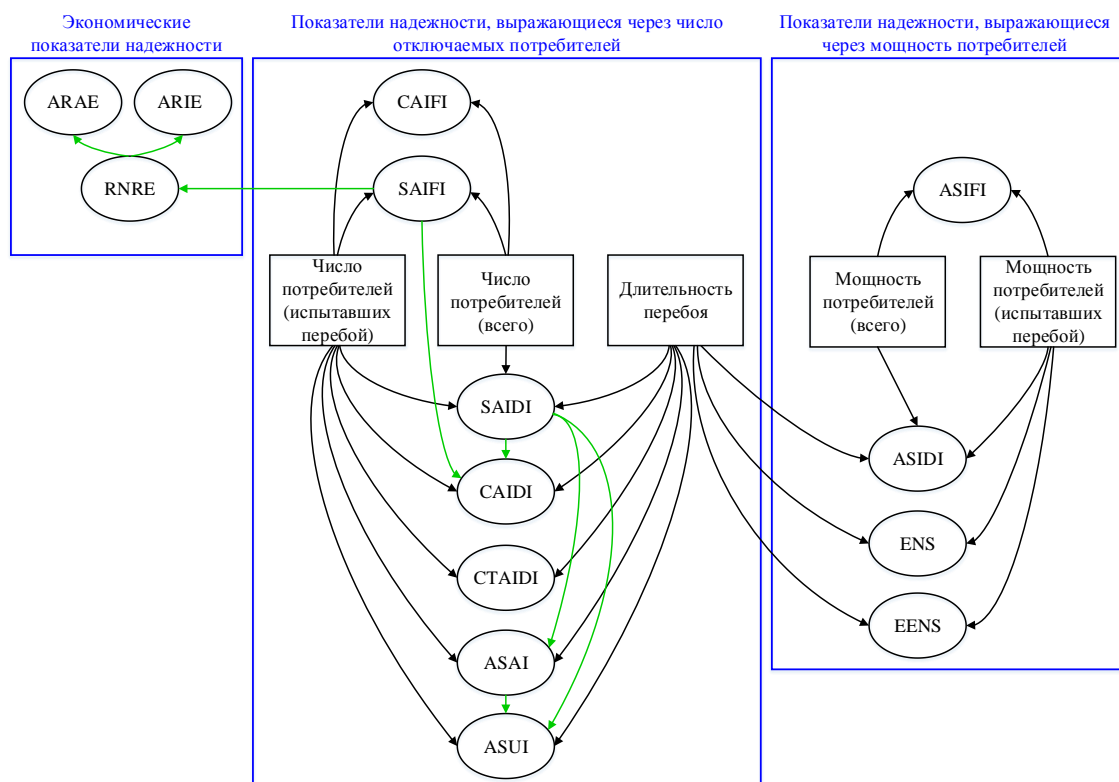 Экономические
показатели надежности
Показатели надежности, выражающиеся через число
отключаемых потребителей
Показатели надежности, выражающиеся
через мощность потребителей
ARAE
ARIE
RNRE
CAIFI
SAIFI
ASIFI
Число
потребителей
(испытавших
перебой)
Число
потребителей
(всего)
Длительность
перебоя
Мощность
потребителей
(всего)
Мощность
потребителей
(испытавших
перебой)
SAIDI
CAIDI
CTAIDI
ASAI
ASUI
ASIDI
ENS
EENS